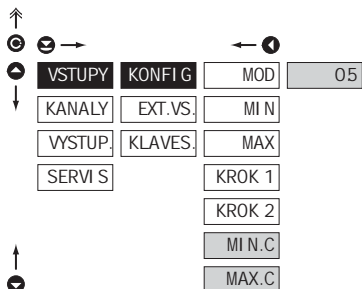 VSTUPY KONFIG MOD 05
KANALY EXT.VS. MIN
VYSTUP. KLAVES. MAX
SERVIS KROK 1
KROK 2
MIN.C
MAX.C